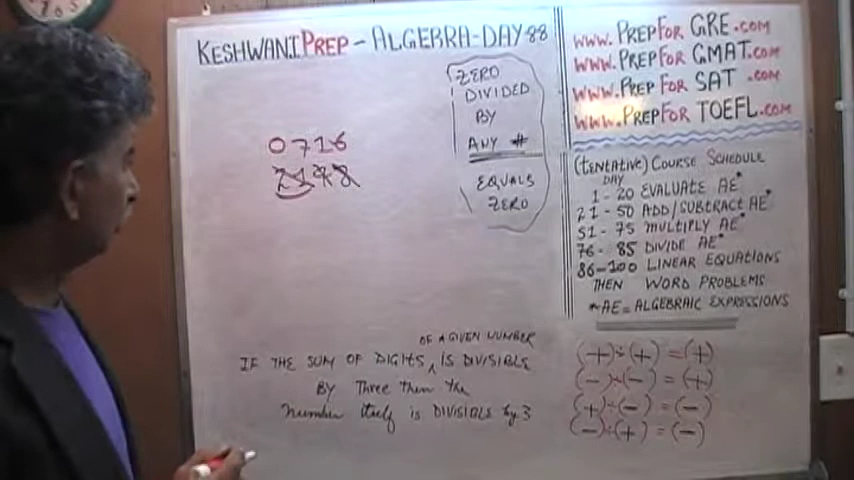 KESHWANI PREP - ALGEBRA - DAY 88
0716
2148
ZERO
DIVIDED
BY
ANY #
EQUALS
ZERO
OF A GIVEN NUMBER
IF THE SUM OF DIGITS ^ IS DIVISIBLE
BY Three then the
number itself is DIVISIBLE by 3
WWW.PREPFOR GRE.COM
WWW.PREPFOR GMAT.COM
WWW.PREP FOR SAT.COM
WWW.PREPFOR TOEFL.COM
(TENTATIVE) COURSE SCHEDULE
DAY
1 - 20 EVALUATE AE*
21 - 50 ADD/SUBTRACT AE*
51 - 75 MULTIPLY AE*
76 - 85 DIVIDE AE*
86-100 LINEAR EQUATIONS
THEN WORD PROBLEMS
*AE = ALGEBRAIC EXPRESSIONS
(+)÷(+) = (+)
(-)÷(-) = (+)
(+)÷(-) = (-)
(-)÷(+) = (-)